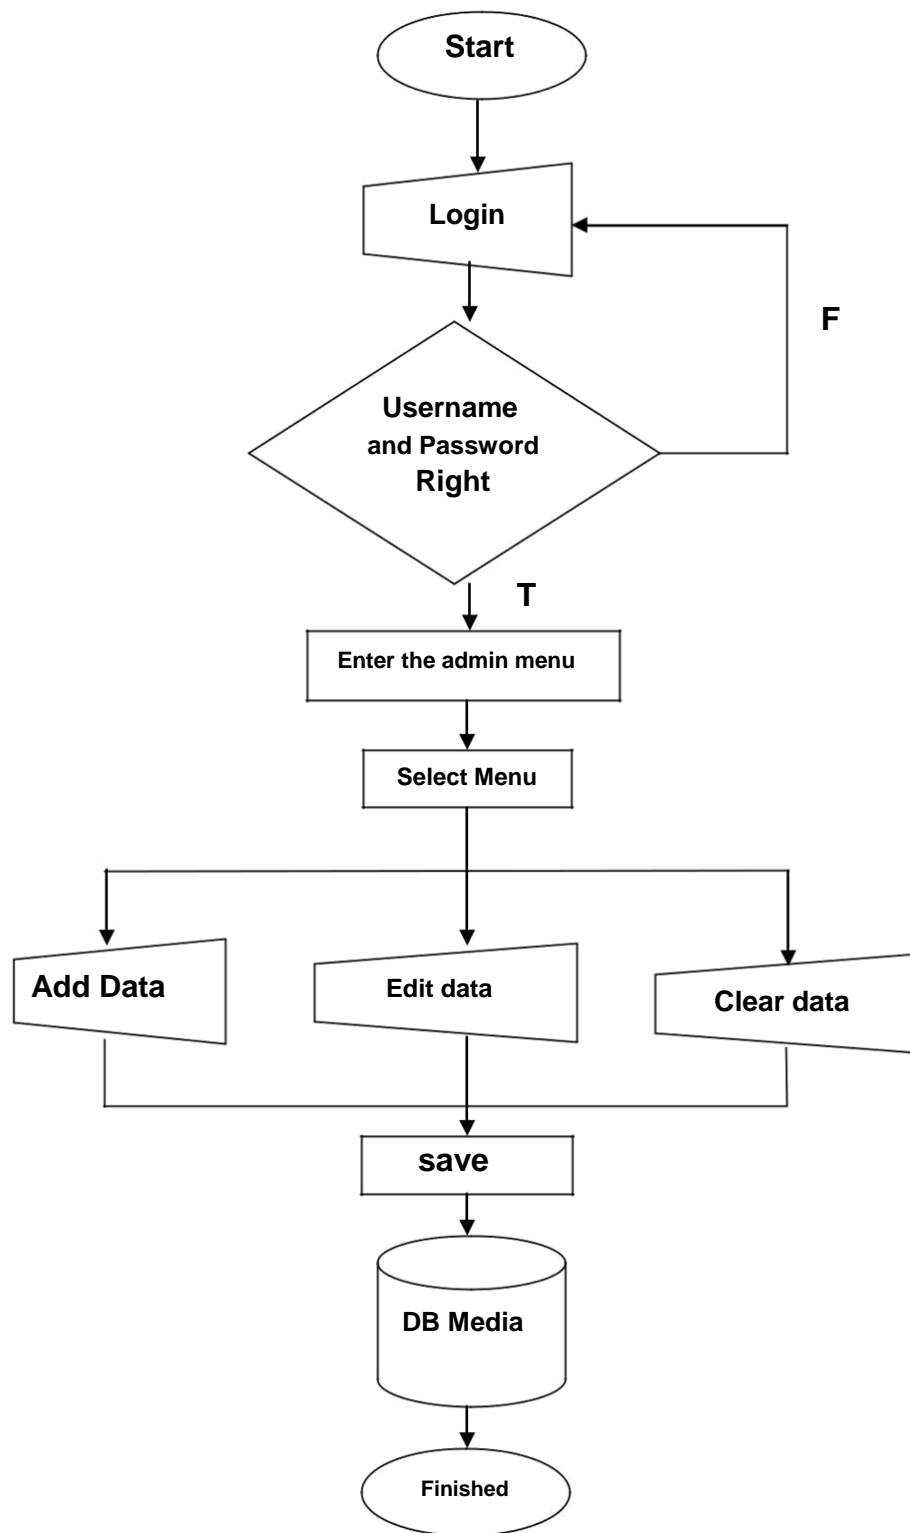 Start
Login
F
Username
and Password
Right
T
Enter the admin menu
Select Menu
Add Data
Edit data
Clear data
save
DB Media
Finished